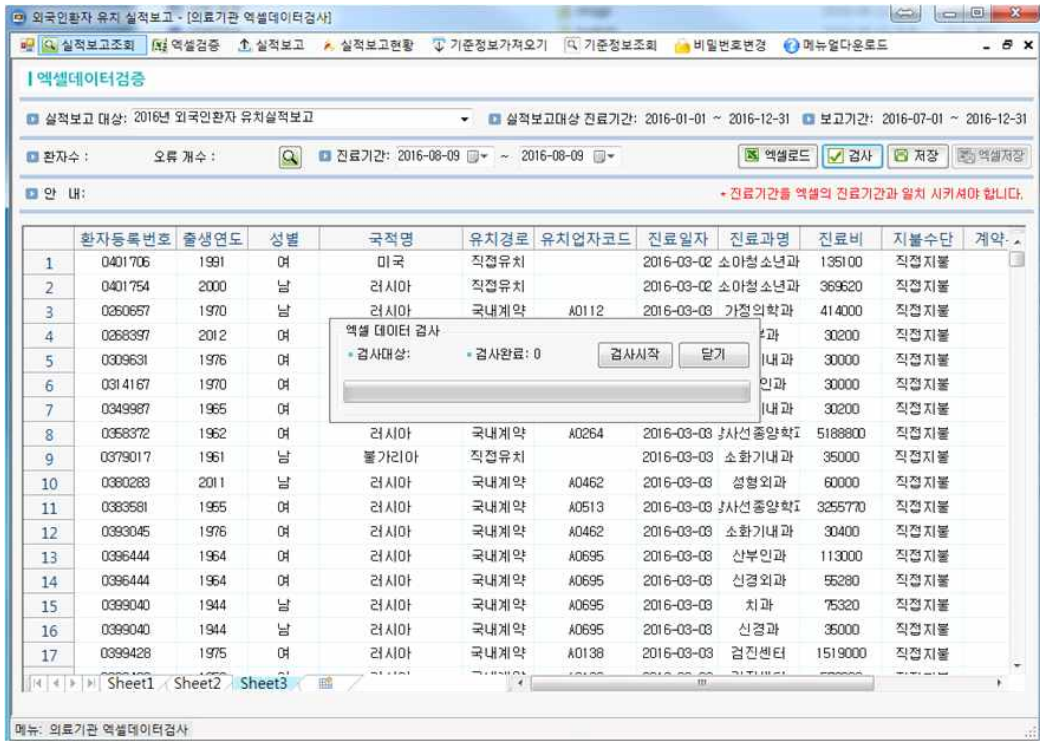 외국인환자 유치 실적보고 - [의료기관 엑셀데이터검사]
실적보고조회 엑셀검증 실적보고 실적보고현황 기준정보가져오기 기준정보조회 비밀번호변경 메뉴얼다운로드
엑셀데이터검증
실적보고 대상: 2016년 외국인환자 유치실적보고 실적보고대상 진료기간: 2016-01-01 ~ 2016-12-31 보고기간: 2016-07-01 ~ 2016-12-31
환자수 : 오류 개수 : 진료기간: 2016-08-09 ~ 2016-08-09 엑셀로드 검사 저장 엑셀저장
안 내: * 진료기간를 엑셀의 진료기간과 일치 시키셔야 합니다.
환자등록번호 출생연도 성별 국적명 유치경로 유치업자코드 진료일자 진료과명 진료비 지불수단 계약
1 0401706 1991 여 미국 직접유치 2016-03-02 소아청소년과 135100 직접지불
2 0401754 2000 남 러시아 직접유치 2016-03-02 소아청소년과 369620 직접지불
3 0260657 1970 남 러시아 국내계약 A0112 2016-03-03 가정의학과 414000 직접지불
4 0268397 2012 여 30200 직접지불
5 0309631 1976 여 내과 30000 직접지불
6 0314167 1970 여 인과 30000 직접지불
7 0349987 1965 여 내과 30200 직접지불
8 0358372 1962 여 러시아 국내계약 A0264 2016-03-03 사선종양학 5188800 직접지불
9 0379017 1961 남 불가리아 직접유치 2016-03-03 소화기내과 35000 직접지불
10 0380283 2011 남 러시아 국내계약 A0462 2016-03-03 성형외과 60000 직접지불
11 0383581 1955 여 러시아 국내계약 A0513 2016-03-03 사선종양학 3255770 직접지불
12 0393045 1976 여 러시아 국내계약 A0462 2016-03-03 소화기내과 30400 직접지불
13 0396444 1964 여 러시아 국내계약 A0695 2016-03-03 산부인과 113000 직접지불
14 0396444 1964 여 러시아 국내계약 A0695 2016-03-03 신경외과 55280 직접지불
15 0399040 1944 남 러시아 국내계약 A0695 2016-03-03 치과 75320 직접지불
16 0399040 1944 남 러시아 국내계약 A0695 2016-03-03 신경과 35000 직접지불
17 0399428 1975 여 러시아 국내계약 A0138 2016-03-03 검진센터 1519000 직접지불
엑셀 데이터 검사
검사대상: 검사완료: 0 검사시작 닫기
Sheet1 Sheet2 Sheet3
메뉴: 의료기관 엑셀데이터검사